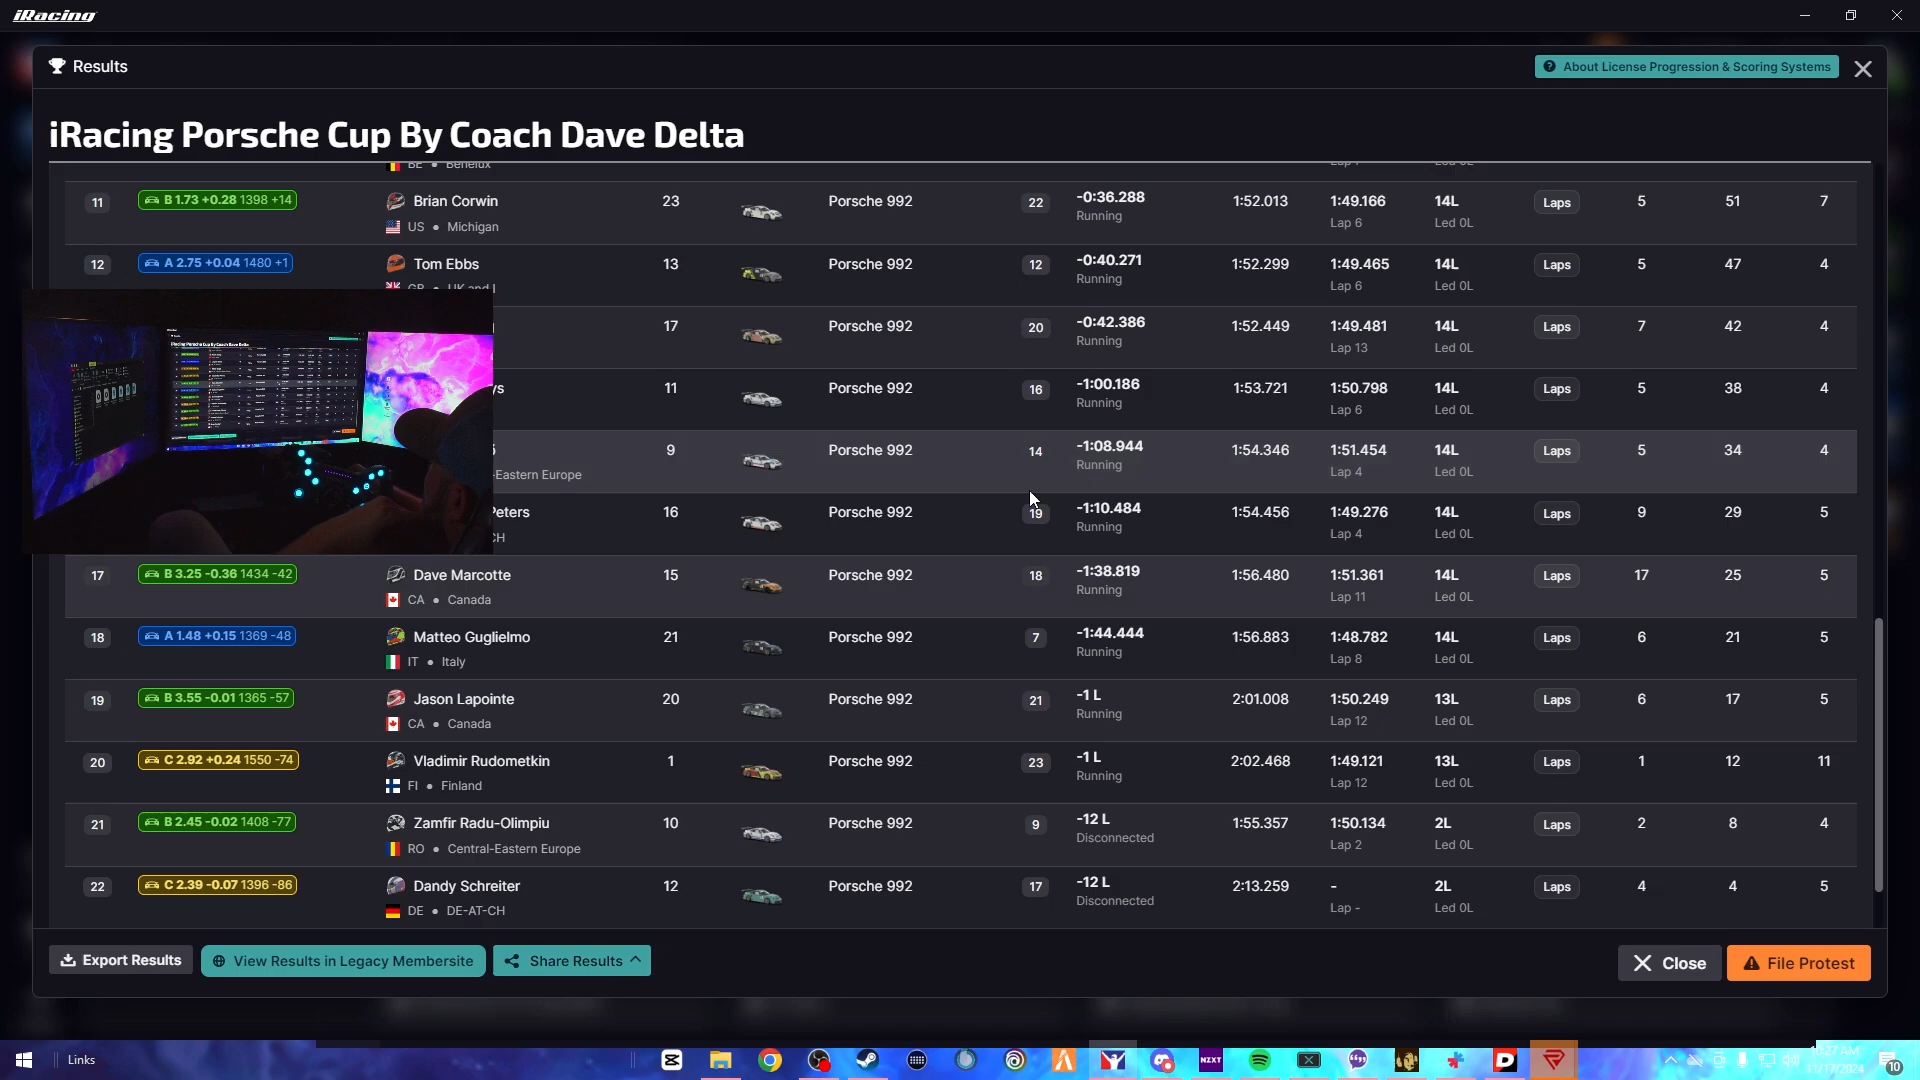 iRacing
Results
About License Progression & Scoring Systems
iRacing Porsche Cup By Coach Dave Delta
BE • Benelux
11 B 1.73 +0.28 1398 +14 Brian Corwin 23 Porsche 992 22 -0:36.288 1:52.013 1:49.166 14L Laps 5 51 7
US • Michigan Running Lap 6 Led 0L
12 A 2.75 +0.04 1480 +1 Tom Ebbs 13 Porsche 992 12 -0:40.271 1:52.299 1:49.465 14L Laps 5 47 4
GB • UK and I Running Lap 6 Led 0L
17 Porsche 992 20 -0:42.386 1:52.449 1:49.481 14L Laps 7 42 4
Running Lap 13 Led 0L
11 Porsche 992 16 -1:00.186 1:53.721 1:50.798 14L Laps 5 38 4
Running Lap 6 Led 0L
9 Porsche 992 14 -1:08.944 1:54.346 1:51.454 14L Laps 5 34 4
-Eastern Europe Running Lap 4 Led 0L
Peters 16 Porsche 992 19 -1:10.484 1:54.456 1:49.276 14L Laps 9 29 5
CH Running Lap 4 Led 0L
17 B 3.25 -0.36 1434 -42 Dave Marcotte 15 Porsche 992 18 -1:38.819 1:56.480 1:51.361 14L Laps 17 25 5
CA • Canada Running Lap 11 Led 0L
18 A 1.48 +0.15 1369 -48 Matteo Guglielmo 21 Porsche 992 7 -1:44.444 1:56.883 1:48.782 14L Laps 6 21 5
IT • Italy Running Lap 8 Led 0L
19 B 3.55 -0.01 1365 -57 Jason Lapointe 20 Porsche 992 21 -1 L 2:01.008 1:50.249 13L Laps 6 17 5
CA • Canada Running Lap 12 Led 0L
20 C 2.92 +0.24 1550 -74 Vladimir Rudometkin 1 Porsche 992 23 -1 L 2:02.468 1:49.121 13L Laps 1 12 11
FI • Finland Running Lap 12 Led 0L
21 B 2.45 -0.02 1408 -77 Zamfir Radu-Olimpiu 10 Porsche 992 9 -12 L 1:55.357 1:50.134 2L Laps 2 8 4
RO • Central-Eastern Europe Disconnected Lap 2 Led 0L
22 C 2.39 -0.07 1396 -86 Dandy Schreiter 12 Porsche 992 17 -12 L 2:13.259 - 2L Laps 4 4 5
DE • DE-AT-CH Disconnected Lap - Led 0L
Export Results View Results in Legacy Membersite Share Results Close File Protest
Links
NZXT
11/17/2024
10